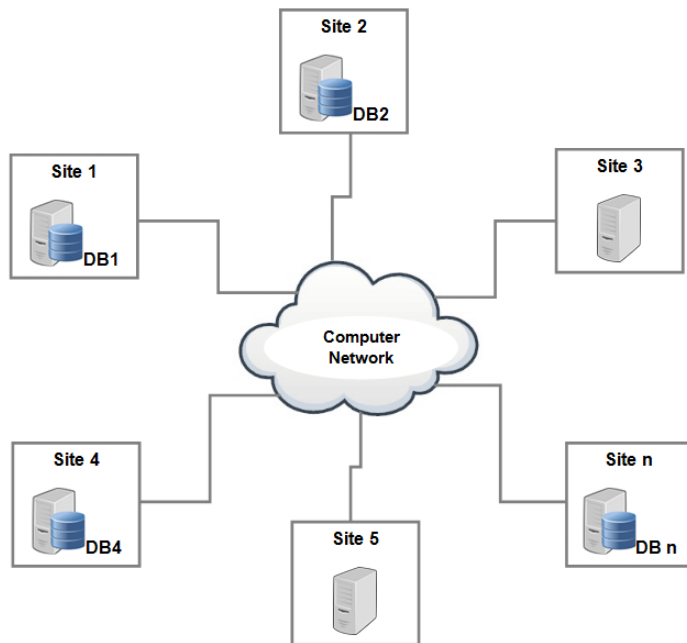 Site 2
DB2
Site 1
DB1
Site 3
Computer
Network
Site 4
DB4
Site 5
Site n
DB n